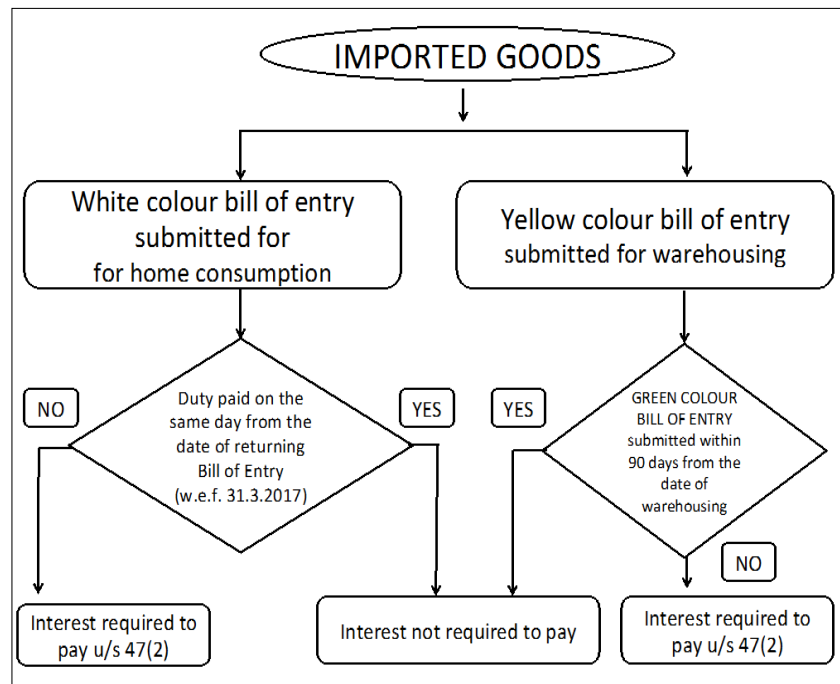 IMPORTED GOODS
White colour bill of entry
submitted for
for home consumption
Yellow colour bill of entry
submitted for warehousing
NO
Duty paid on the
same day from the
date of returning
Bill of Entry
(w.e.f. 31.3.2017)
YES
YES
GREEN COLOUR
BILL OF ENTRY
submitted within
90 days from the
date of
warehousing
NO
Interest required to
pay u/s 47(2)
Interest not required to pay
Interest required to
pay u/s 47(2)